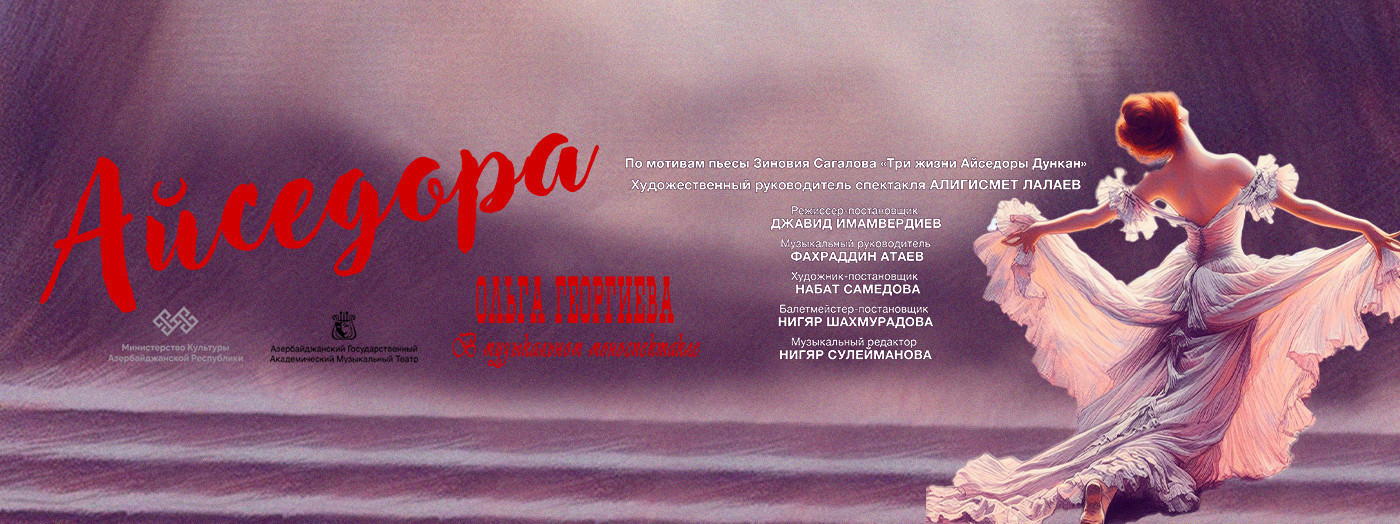 Айседора
По мотивам пьесы Зиновия Сагалова «Три жизни Айседоры Дункан»
Художественный руководитель спектакля АЛИГИСМЕТ ЛАЛАЕВ
Режиссер-постановщик
ДЖАВИД ИМАМВЕРДИЕВ
Музыкальный руководитель
ФАХРАДДИН АТАЕВ
Художник-постановщик
НАБАТ САМЕДОВА
Балетмейстер-постановщик
НИГЯР ШАХМУРАДОВА
Музыкальный редактор
НИГЯР СУЛЕЙМАНОВА
ОЛЬГА ГЕОРГИЕВА
В музыкальном моноспектакле
Министерство Культуры
Азербайджанской Республики
Азербайджанский Государственный
Академический Музыкальный Театр